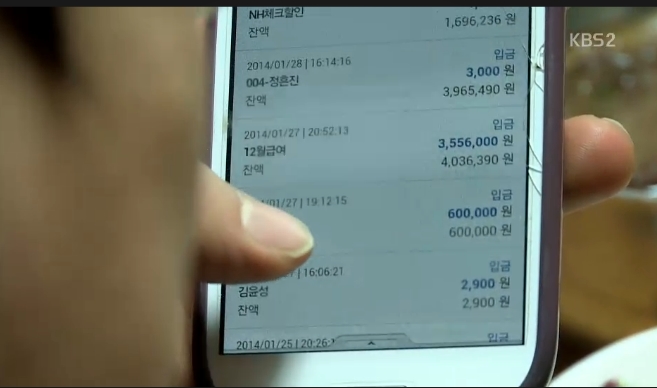 NH체크할인
1,696,236 원
잔액
KBS2
2014/01/28 | 16:14:16 입금
004-정은진 3,000 원
잔액 3,965,490 원
2014/01/27 | 20:52:13 입금
12월급여 3,556,000 원
잔액 4,036,390 원
/01/27 | 19:12:15 입금
600,000 원
600,000 원
16:06:21 입금
김윤성 2,900 원
잔액 2,900 원
2014/01/25 | 20:26: 입금